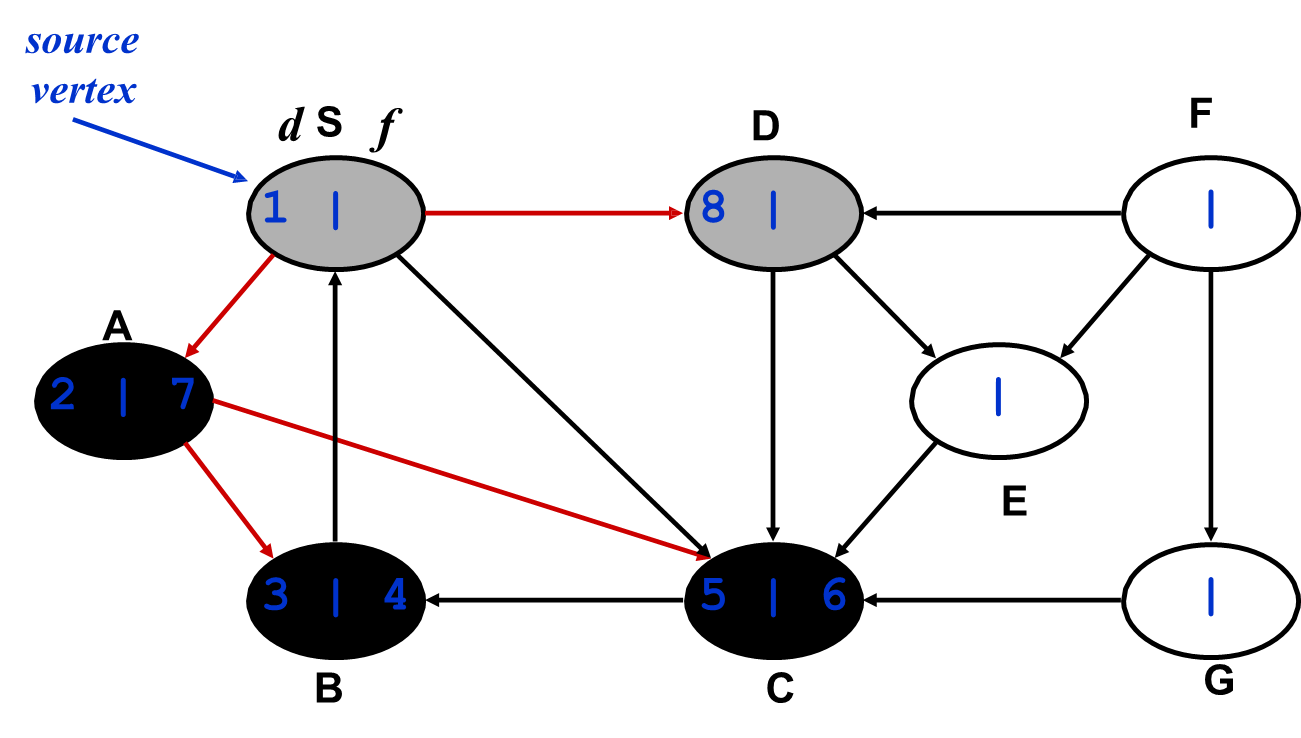 source
vertex
d S f
D
F
1 |
8 |
|
A
2 | 7
|
E
3 | 4
5 | 6
|
B
C
G